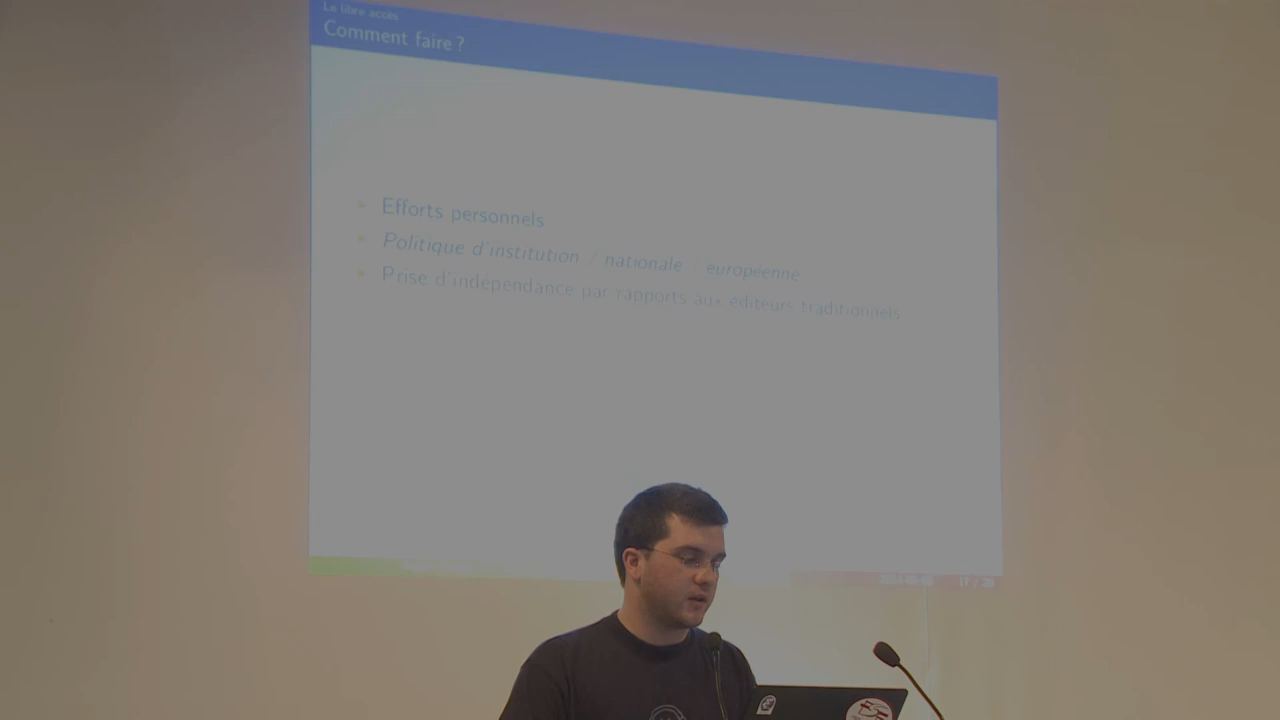 Le libre accès
Comment faire ?
Efforts personnels
Politique d'institution / nationale / européenne
Prise d'indépendance par rapports aux éditeurs traditionnels